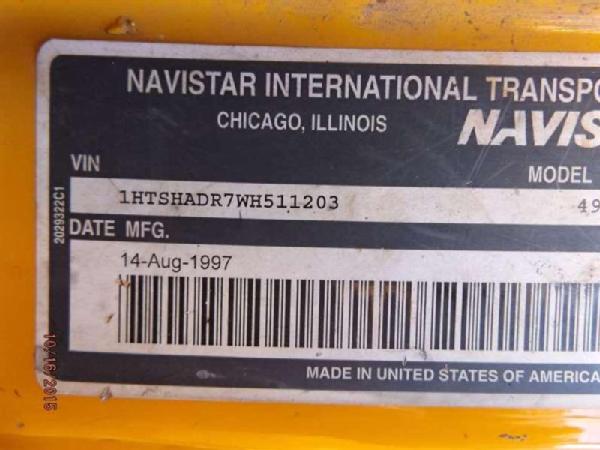 NAVISTAR INTERNATIONAL TRANSPO
CHICAGO, ILLINOIS
NAVIS
VIN
MODEL
1HTSHADR7WH511203
49
DATE MFG.
14-Aug-1997
MADE IN UNITED STATES OF AMERICA
2029322C1
10/16/2015